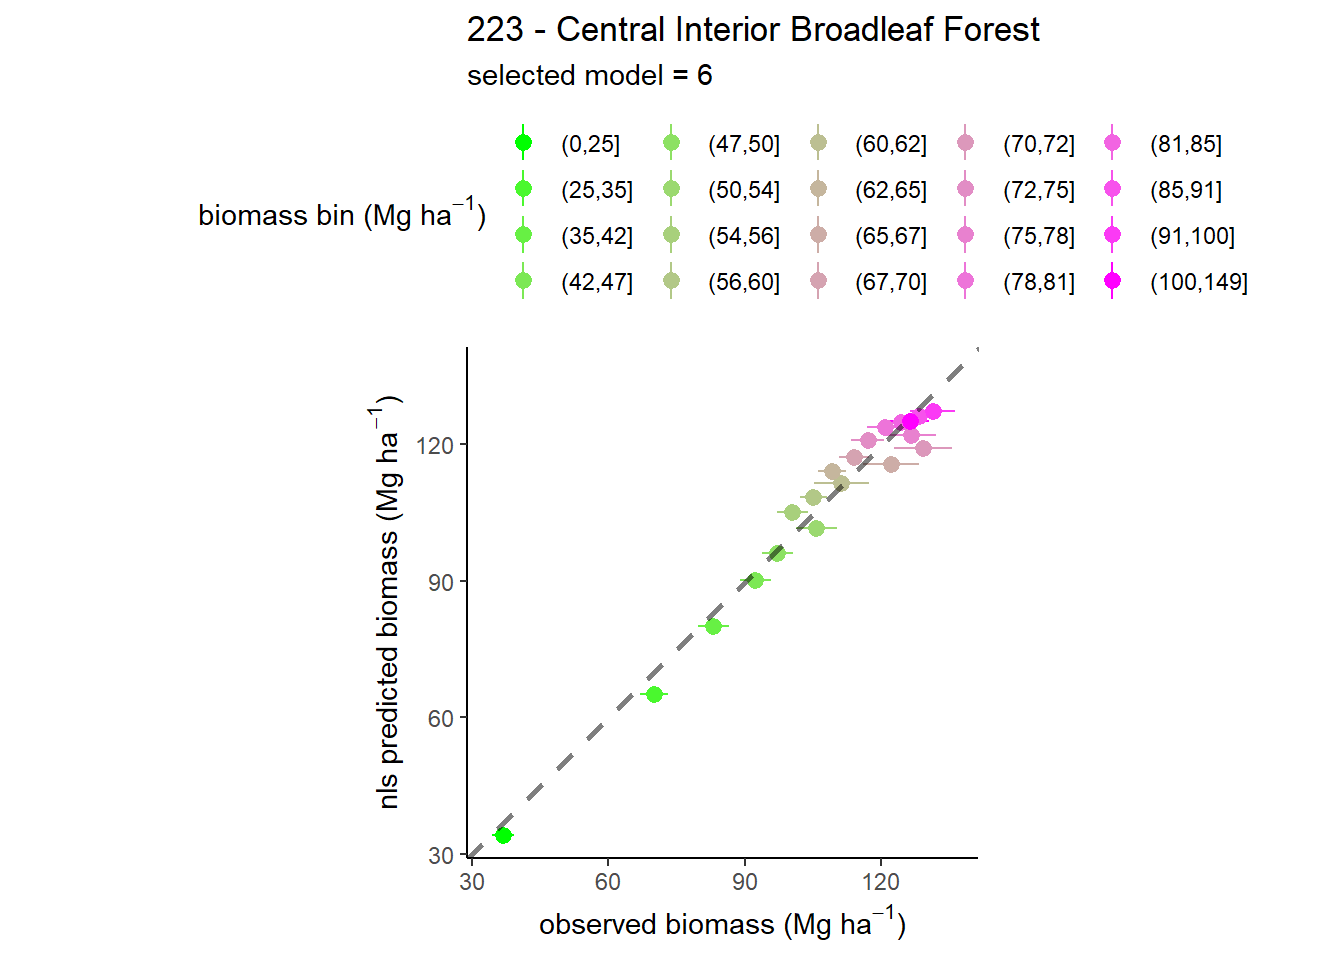 223 - Central Interior Broadleaf Forest
selected model = 6
biomass bin (Mg ha⁻¹)
(0,25] (47,50] (60,62] (70,72] (81,85]
(25,35] (50,54] (62,65] (72,75] (85,91]
(35,42] (54,56] (65,67] (75,78] (91,100]
(42,47] (56,60] (67,70] (78,81] (100,149]
nls predicted biomass (Mg ha⁻¹)
120
90
60
30
30 60 90 120
observed biomass (Mg ha⁻¹)